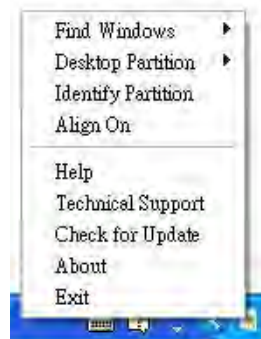 Find Windows
Desktop Partition
Identify Partition
Align On
Help
Technical Support
Check for Update
About
Exit